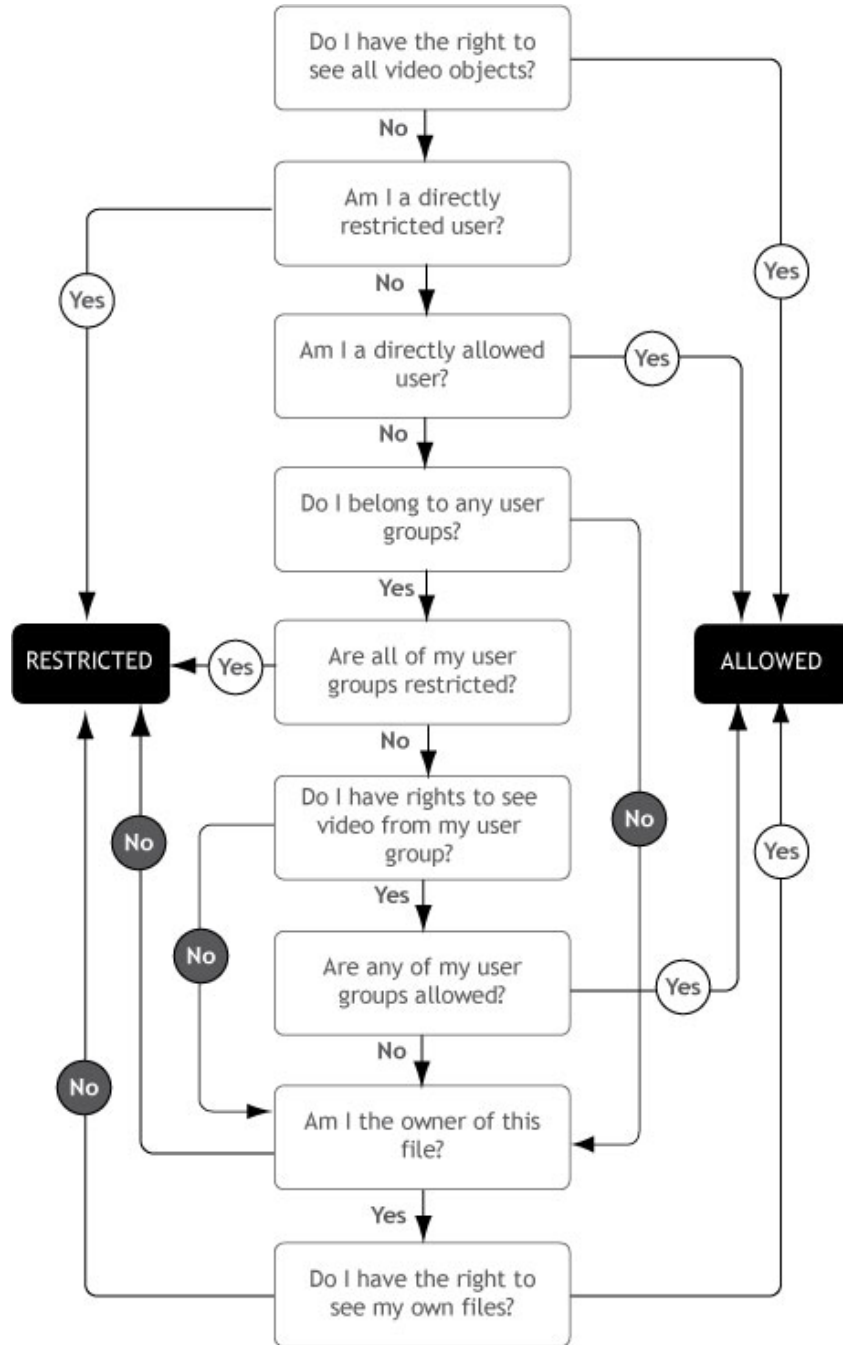 Do I have the right to
see all video objects?
No
Am I a directly
restricted user?
Yes
Yes
No
Am I a directly allowed
user?
Yes
No
Do I belong to any user
groups?
Yes
RESTRICTED
Yes
Are all of my user
groups restricted?
ALLOWED
No
Do I have rights to see
video from my user
group?
No
No
Yes
Yes
No
Are any of my user
groups allowed?
Yes
No
No
Am I the owner of this
file?
Yes
Do I have the right to
see my own files?